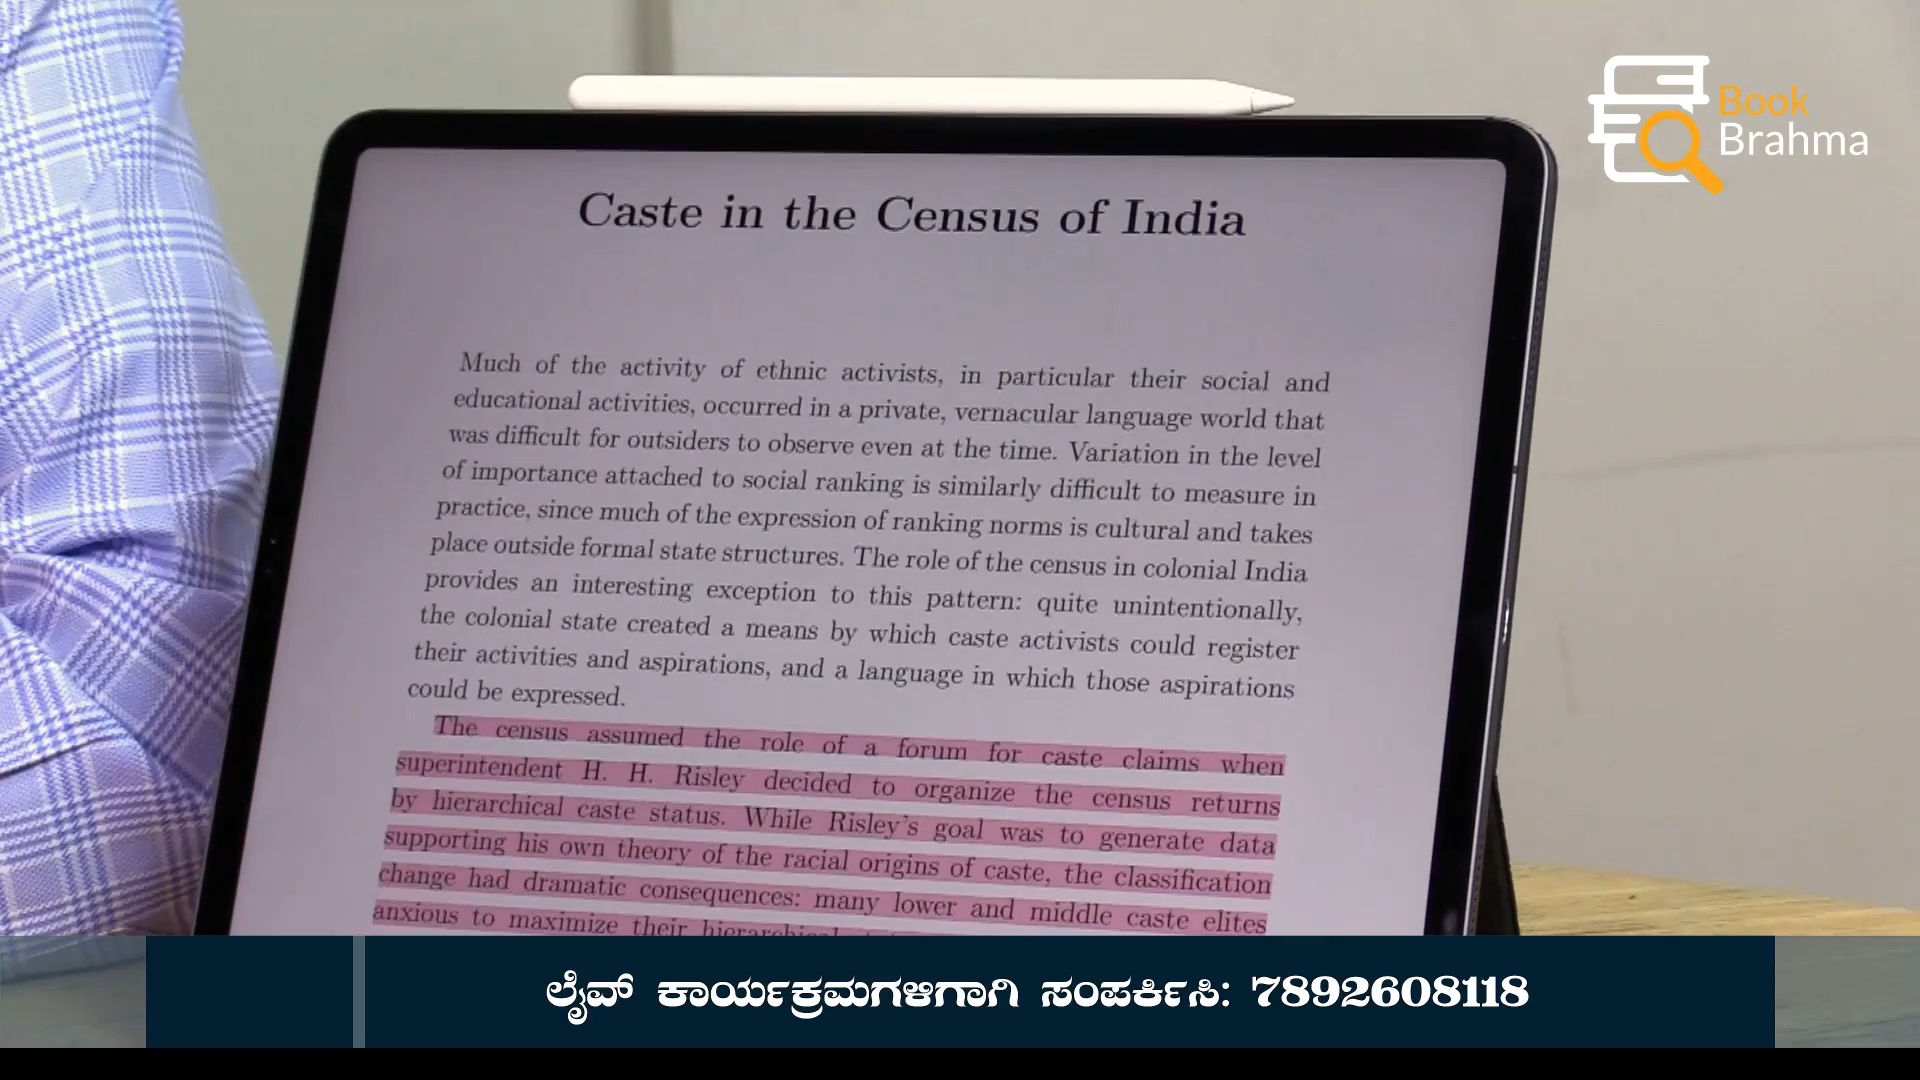 Book
Brahma
Caste in the Census of India
Much of the activity of ethnic activists, in particular their social and
educational activities, occurred in a private, vernacular language world that
was difficult for outsiders to observe even at the time. Variation in the level
of importance attached to social ranking is similarly difficult to measure in
practice, since much of the expression of ranking norms is cultural and takes
place outside formal state structures. The role of the census in colonial India
provides an interesting exception to this pattern: quite unintentionally,
the colonial state created a means by which caste activists could register
their activities and aspirations, and a language in which those aspirations
could be expressed.
The census assumed the role of a forum for caste claims when
superintendent H. H. Risley decided to organize the census returns
by hierarchical caste status. While Risley's goal was to generate data
supporting his own theory of the racial origins of caste, the classification
change had dramatic consequences: many lower and middle caste elites
anxious to maximize their
ಲೈವ್ ಕಾರ್ಯಕ್ರಮಗಳಿಗಾಗಿ ಸಂಪರ್ಕಿಸಿ: 7892608118